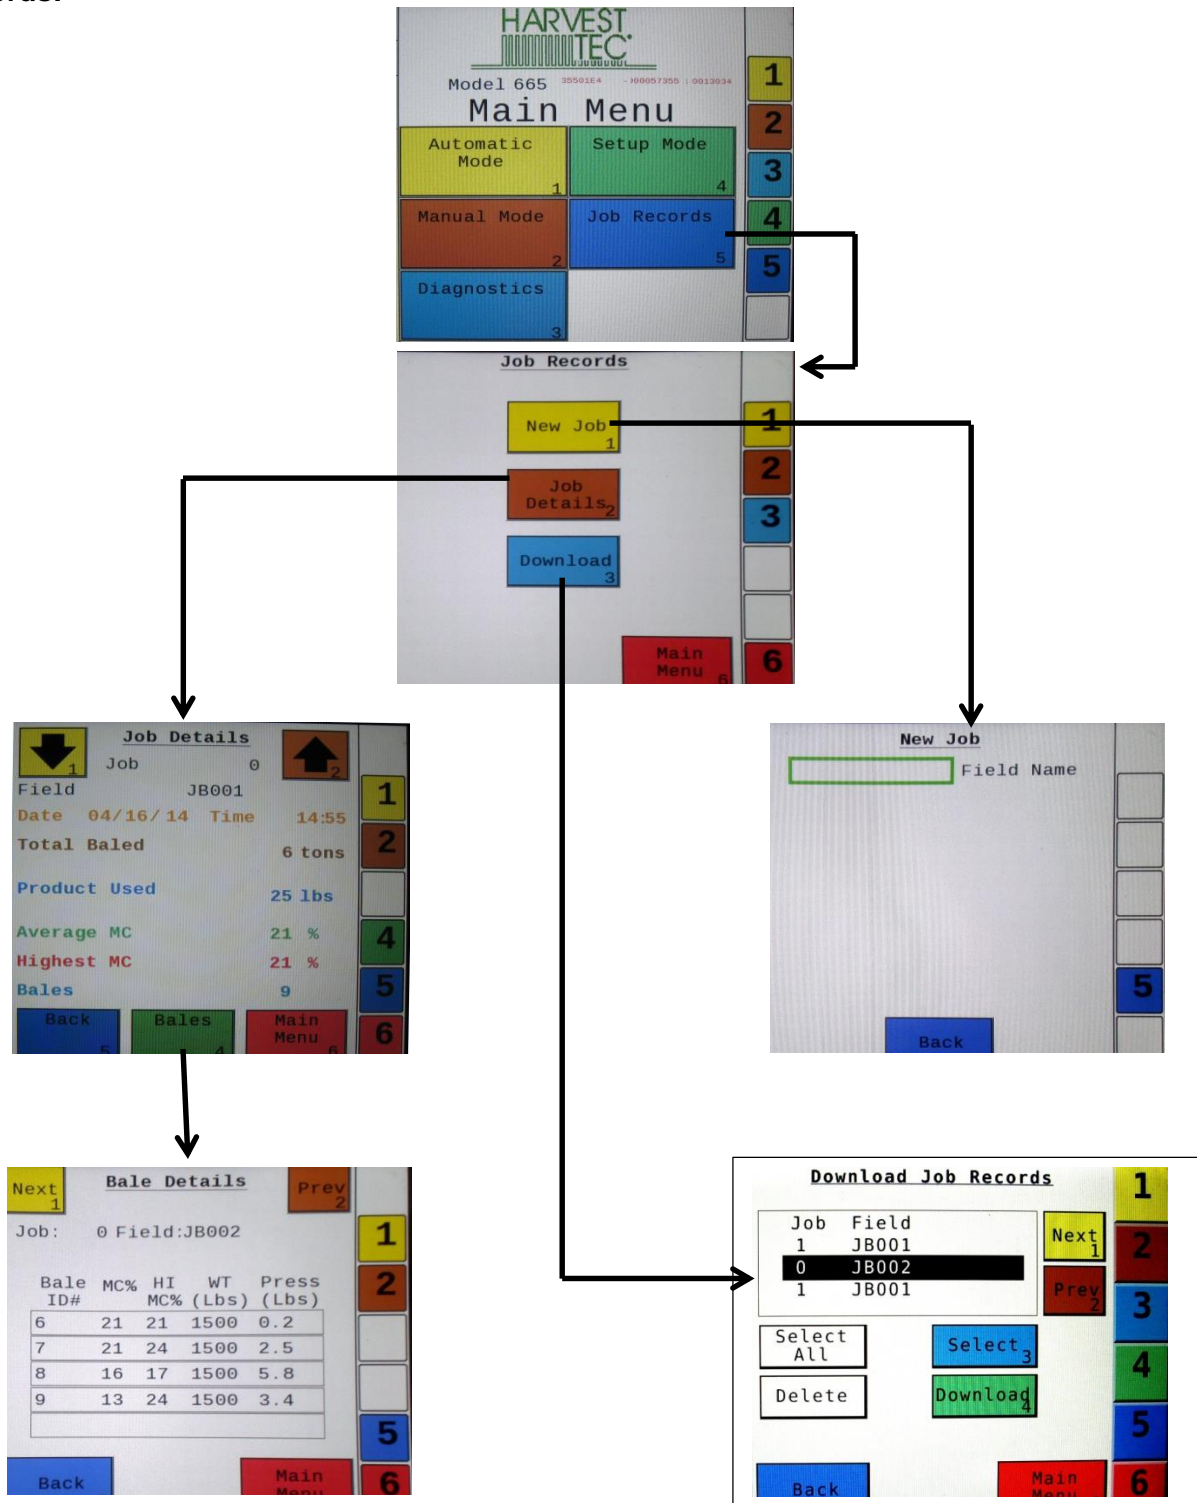 HARVEST
TEC
Model 665 35501E4 -J00057355 : 0013034
Main Menu
Automatic Mode 1
Setup Mode 4
Manual Mode 2
Job Records 5
Diagnostics 3
1
2
3
4
5
Job Records
New Job 1
Job Details 2
Download 3
Main Menu 6
1
2
3
6
1
Job Details
2
Job 0
Field JB001
Date 04/16/14 Time 14:55
Total Baled 6 tons
Product Used 25 lbs
Average MC 21 %
Highest MC 21 %
Bales 9
Back 5
Bales 4
Main Menu 6
1
2
4
5
6
New Job
Field Name
Back
5
Next 1
Bale Details
Prev 2
Job: 0 Field:JB002
Bale ID# MC% HI MC% WT (Lbs) Press (Lbs)
6 21 21 1500 0.2
7 21 24 1500 2.5
8 16 17 1500 5.8
9 13 24 1500 3.4
Back
Main Menu
1
2
5
6
Download Job Records
Job Field
1 JB001
0 JB002
1 JB001
Next 1
Prev 2
Select All
Select 3
Delete
Download 4
Back
Main Menu
1
2
3
4
5
6